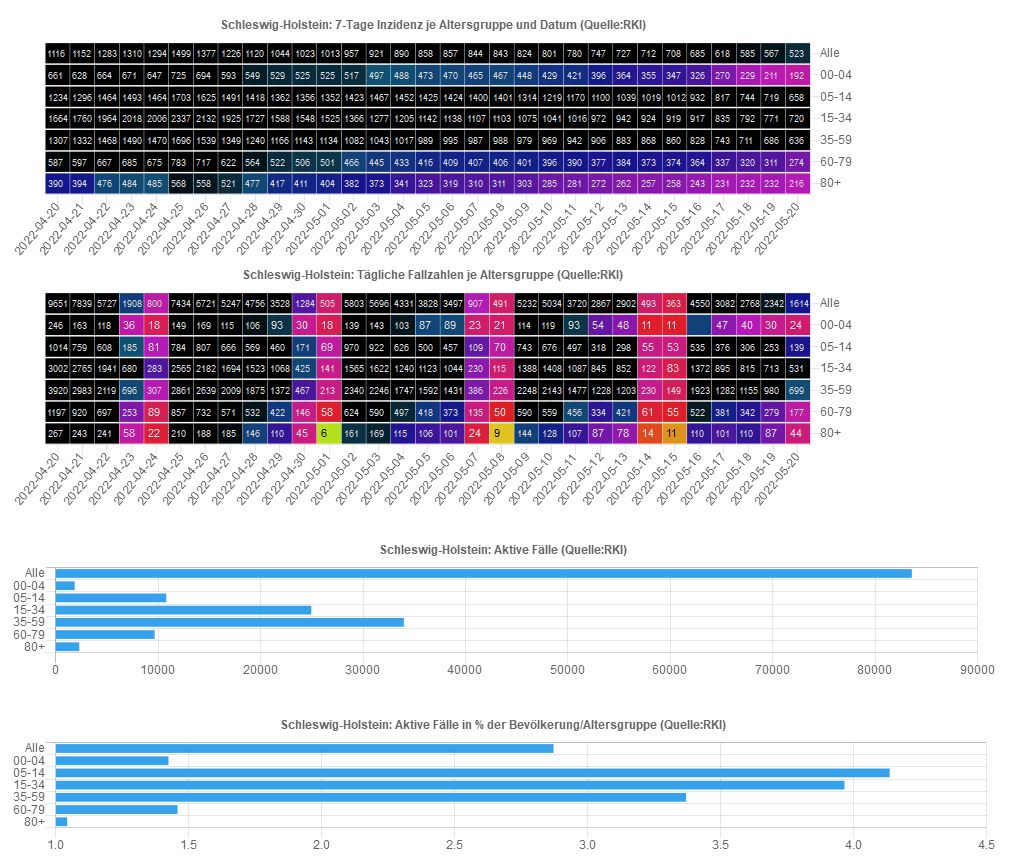 Schleswig-Holstein: 7-Tage Inzidenz je Altersgruppe und Datum (Quelle:RKI)
1116 1152 1283 1310 1294 1499 1377 1226 1120 1044 1023 1013 957 921 890 858 857 844 843 824 801 780 747 727 712 708 685 618 585 567 523 Alle
661 628 664 671 647 725 694 593 549 529 525 525 517 497 488 473 470 465 467 448 429 421 396 364 355 347 326 270 229 211 192 00-04
1234 1296 1464 1493 1464 1703 1625 1491 1418 1362 1356 1352 1423 1467 1452 1425 1424 1400 1401 1314 1219 1170 1100 1039 1019 1012 932 817 744 719 658 05-14
1664 1760 1964 2018 2006 2337 2132 1925 1727 1588 1548 1525 1366 1277 1205 1142 1138 1107 1103 1075 1041 1016 972 942 924 919 917 835 792 771 720 15-34
1307 1332 1468 1490 1470 1696 1539 1349 1240 1166 1143 1134 1082 1043 1017 989 995 987 988 979 969 942 906 883 868 860 828 743 711 686 636 35-59
587 597 667 685 675 783 717 622 564 522 506 501 466 445 433 416 409 407 406 401 396 390 377 384 373 374 364 337 320 311 274 60-79
390 394 476 484 485 568 558 521 477 417 411 404 382 373 341 323 319 310 311 303 285 281 272 262 257 258 243 231 232 232 216 80+
2022-04-20 2022-04-21 2022-04-22 2022-04-23 2022-04-24 2022-04-25 2022-04-26 2022-04-27 2022-04-28 2022-04-29 2022-04-30 2022-05-01 2022-05-02 2022-05-03 2022-05-04 2022-05-05 2022-05-06 2022-05-07 2022-05-08 2022-05-09 2022-05-10 2022-05-11 2022-05-12 2022-05-13 2022-05-14 2022-05-15 2022-05-16 2022-05-17 2022-05-18 2022-05-19 2022-05-20
Schleswig-Holstein: Tägliche Fallzahlen je Altersgruppe (Quelle:RKI)
9651 7839 5727 1908 800 7434 6721 5247 4756 3528 1284 505 5803 5696 4331 3828 3497 907 491 5232 5034 3720 2867 2902 493 363 4550 3082 2768 2342 1614 Alle
246 163 118 36 18 149 169 115 106 93 30 18 139 143 103 87 89 23 21 114 119 93 54 48 11 11 47 40 30 24 00-04
1014 759 608 185 81 784 807 666 569 460 171 69 970 922 626 500 457 109 70 743 676 497 318 298 55 53 535 376 306 253 139 05-14
3002 2765 1941 680 283 2565 2182 1694 1523 1068 425 141 1565 1622 1240 1123 1044 230 115 1388 1408 1087 845 852 122 83 1372 895 815 713 531 15-34
3920 2983 2119 696 307 2861 2639 2009 1875 1372 467 213 2340 2246 1747 1592 1431 386 226 2248 2143 1477 1228 1203 230 149 1923 1282 1155 980 699 35-59
1197 920 697 253 89 857 732 571 532 422 146 58 624 590 497 418 373 135 50 590 559 456 334 421 61 55 522 381 342 279 177 60-79
267 243 241 58 22 210 188 185 146 110 45 6 161 169 115 106 101 24 9 144 128 107 87 78 14 11 110 101 110 87 44 80+
2022-04-20 2022-04-21 2022-04-22 2022-04-23 2022-04-24 2022-04-25 2022-04-26 2022-04-27 2022-04-28 2022-04-29 2022-04-30 2022-05-01 2022-05-02 2022-05-03 2022-05-04 2022-05-05 2022-05-06 2022-05-07 2022-05-08 2022-05-09 2022-05-10 2022-05-11 2022-05-12 2022-05-13 2022-05-14 2022-05-15 2022-05-16 2022-05-17 2022-05-18 2022-05-19 2022-05-20
Schleswig-Holstein: Aktive Fälle (Quelle:RKI)
Alle
00-04
05-14
15-34
35-59
60-79
80+
0 10000 20000 30000 40000 50000 60000 70000 80000 90000
Schleswig-Holstein: Aktive Fälle in % der Bevölkerung/Altersgruppe (Quelle:RKI)
Alle
00-04
05-14
15-34
35-59
60-79
80+
1.0 1.5 2.0 2.5 3.0 3.5 4.0 4.5